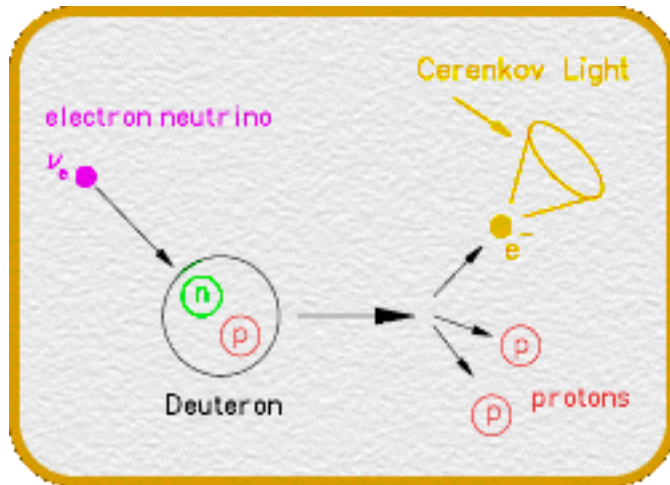 Cerenkov Light
electron neutrino
νe
e−
n
p
Deuteron
p
p
protons